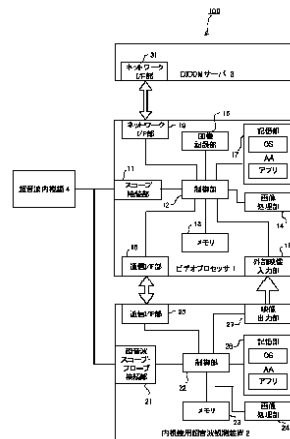 100
31
ネットワーク
I/F部
DICOMサーバ 3
ネットワーク
I/F部
19
画像
記録部
記憶部
17
OS
AA
アプリ
11
スコープ
接続部
制御部
12
画像
処理部
14
超音波内視鏡 4
メモリ
通信I/F部
外部映像
入力部
ビデオプロセッサ 1
通信I/F部
映像
出力部
27
記憶部
OS
AA
アプリ
超音波
スコープ・
プローブ
接続部
21
制御部
22
メモリ
23
画像
処理部
24
内視鏡用超音波観測装置 2